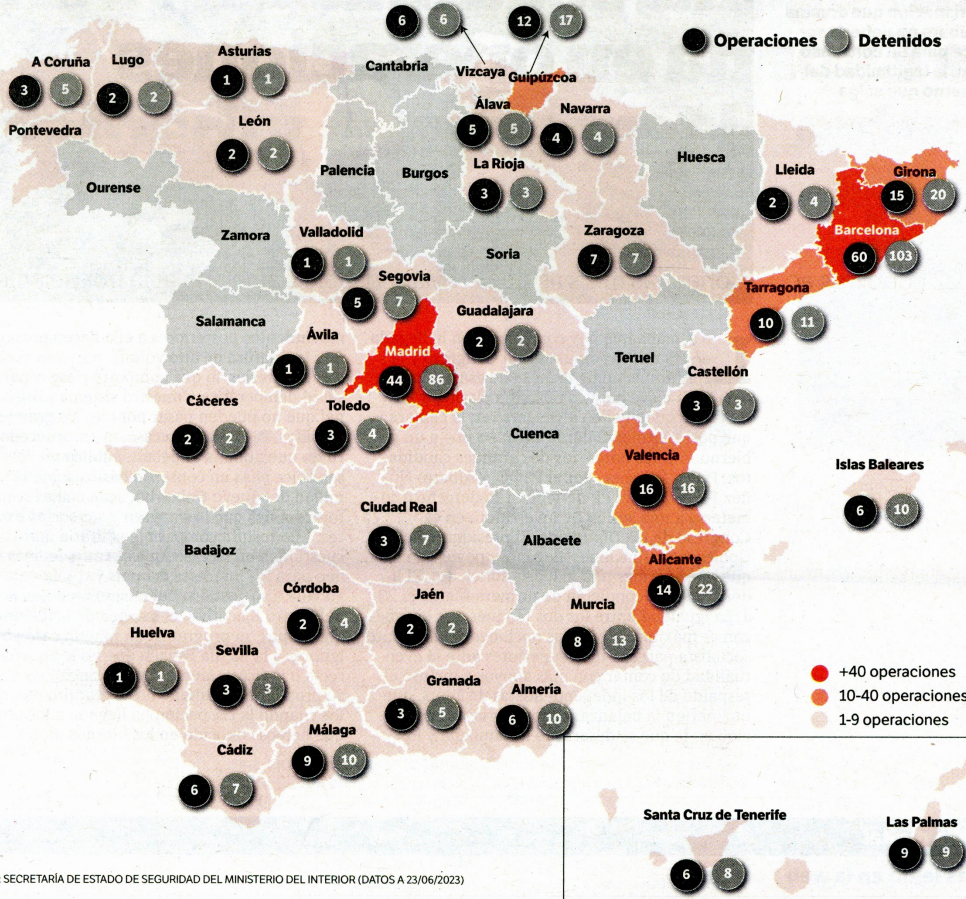 6 6
12 17
Operaciones Detenidos
A Coruña
3 5
Lugo
2 2
Asturias
1 1
Cantabria
Vizcaya
Guipúzcoa
Pontevedra
León
2 2
Álava
5 5
Navarra
4 4
Ourense
Palencia
Burgos
La Rioja
3 3
Huesca
Lleida
2 4
Girona
15 20
Barcelona
60 103
Zamora
Valladolid
1 1
Soria
Zaragoza
7 7
Segovia
5 7
Tarragona
10 11
Salamanca
Ávila
1 1
Madrid
44 86
Guadalajara
2 2
Teruel
Castellón
3 3
Cáceres
2 2
Toledo
3 4
Cuenca
Valencia
16 16
Islas Baleares
6 10
Badajoz
Ciudad Real
3 7
Albacete
Alicante
14 22
Córdoba
2 4
Jaén
2 2
Murcia
8 13
Huelva
1 1
Sevilla
3 3
Granada
3 5
Almería
6 10
Cádiz
6 7
Málaga
9 10
+40 operaciones
10-40 operaciones
1-9 operaciones
Santa Cruz de Tenerife
6 8
Las Palmas
9 9
: SECRETARÍA DE ESTADO DE SEGURIDAD DEL MINISTERIO DEL INTERIOR (DATOS A 23/06/2023)